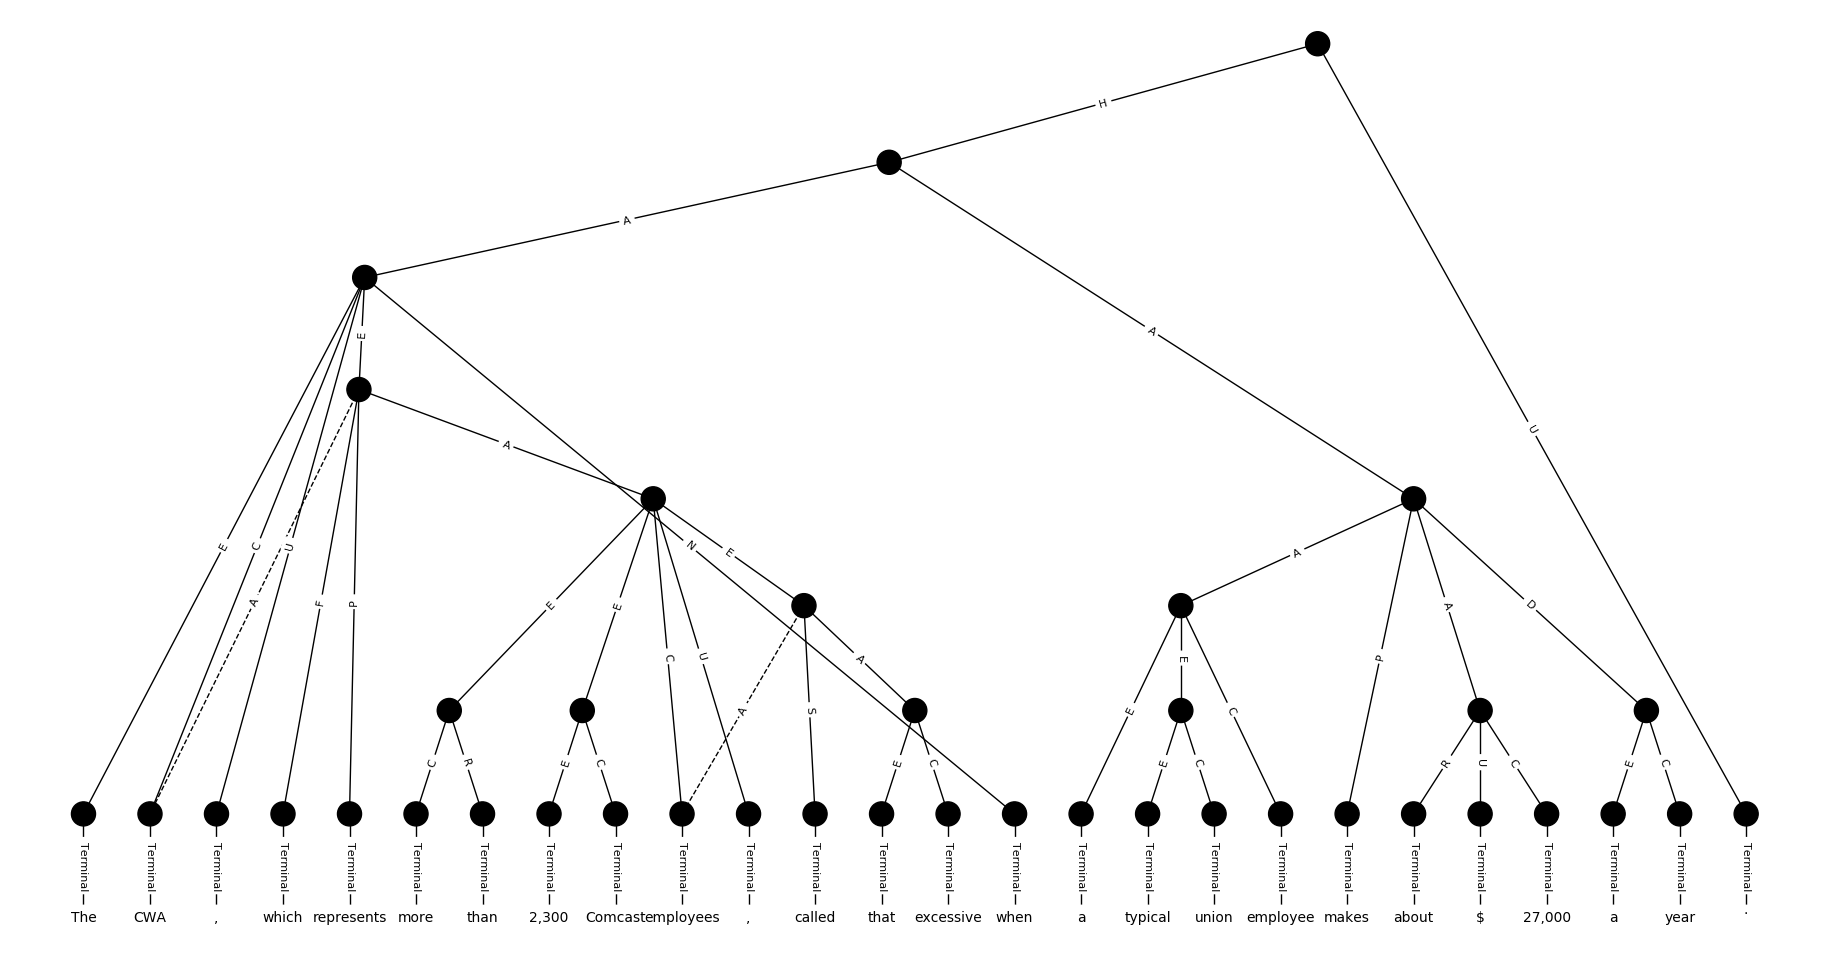 H
A
A
E
U
A
E
C
U
A
F
P
N
E
E
E
C
U
A
A
P
A
D
E
E
C
A
S
C
R
E
C
E
C
E
C
R
U
C
E
C
Terminal Terminal Terminal Terminal Terminal Terminal Terminal Terminal Terminal Terminal Terminal Terminal Terminal Terminal Terminal Terminal Terminal Terminal Terminal Terminal Terminal Terminal Terminal Terminal Terminal Terminal
The CWA , which represents more than 2,300 Comcast employees , called that excessive when a typical union employee makes about $ 27,000 a year .